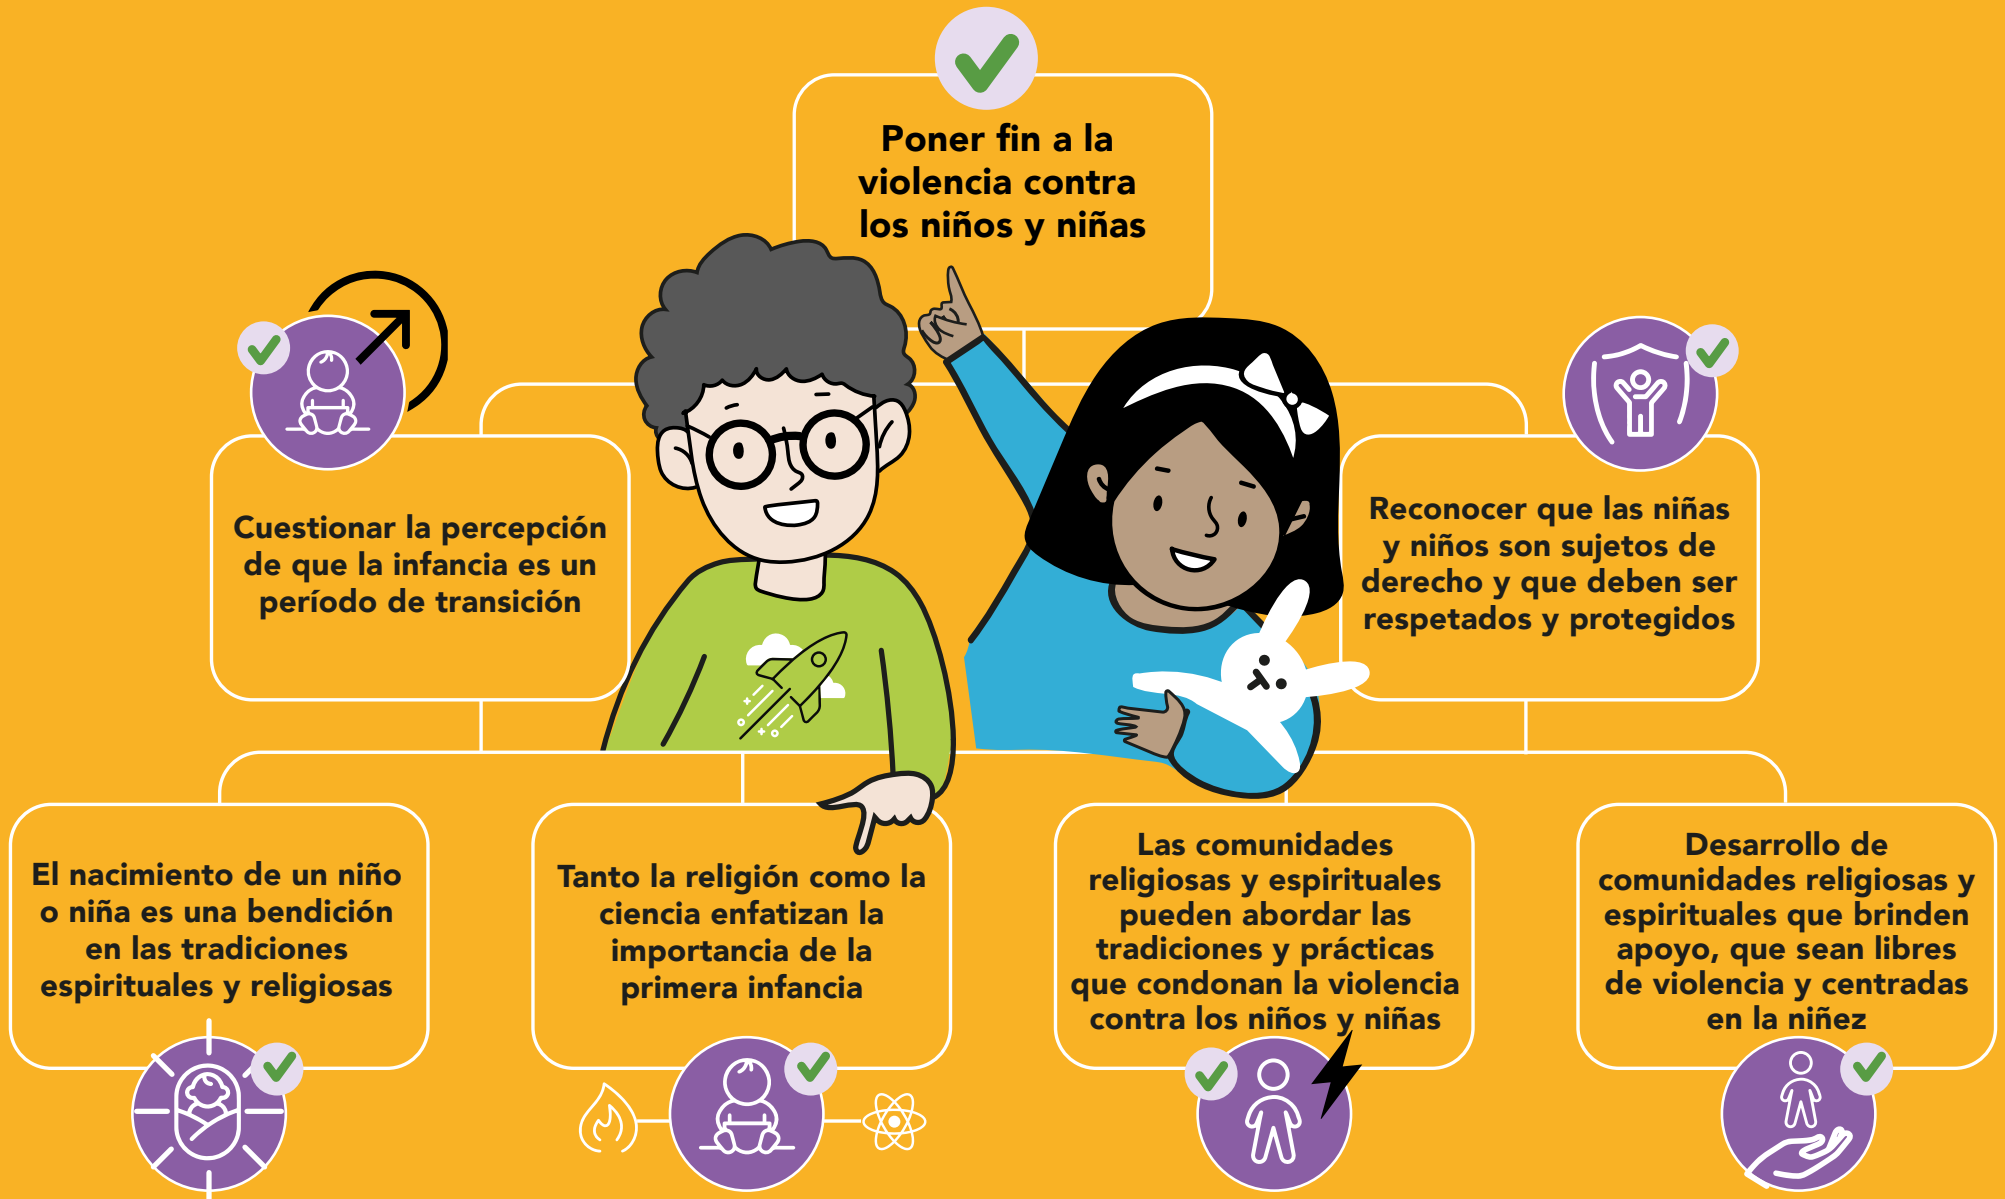 Poner fin a la
violencia contra
los niños y niñas
Cuestionar la percepción
de que la infancia es un
período de transición
Reconocer que las niñas
y niños son sujetos de
derecho y que deben ser
respetados y protegidos
El nacimiento de un niño
o niña es una bendición
en las tradiciones
espirituales y religiosas
Tanto la religión como la
ciencia enfatizan la
importancia de la
primera infancia
Las comunidades
religiosas y espirituales
pueden abordar las
tradiciones y prácticas
que condonan la violencia
contra los niños y niñas
Desarrollo de
comunidades religiosas y
espirituales que brinden
apoyo, que sean libres
de violencia y centradas
en la niñez